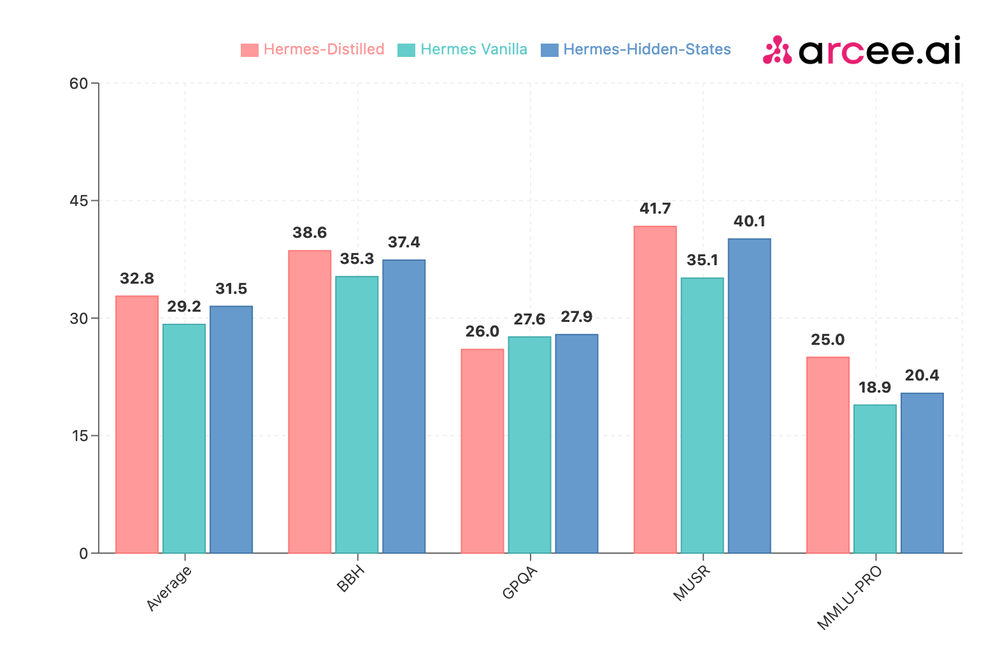 Hermes-Distilled Hermes Vanilla Hermes-Hidden-States
arcee.ai
60
45
30
15
0
32.8
29.2
31.5
38.6
35.3
37.4
26.0
27.6
27.9
41.7
35.1
40.1
25.0
18.9
20.4
Average
BBH
GPQA
MUSR
MMLU-PRO